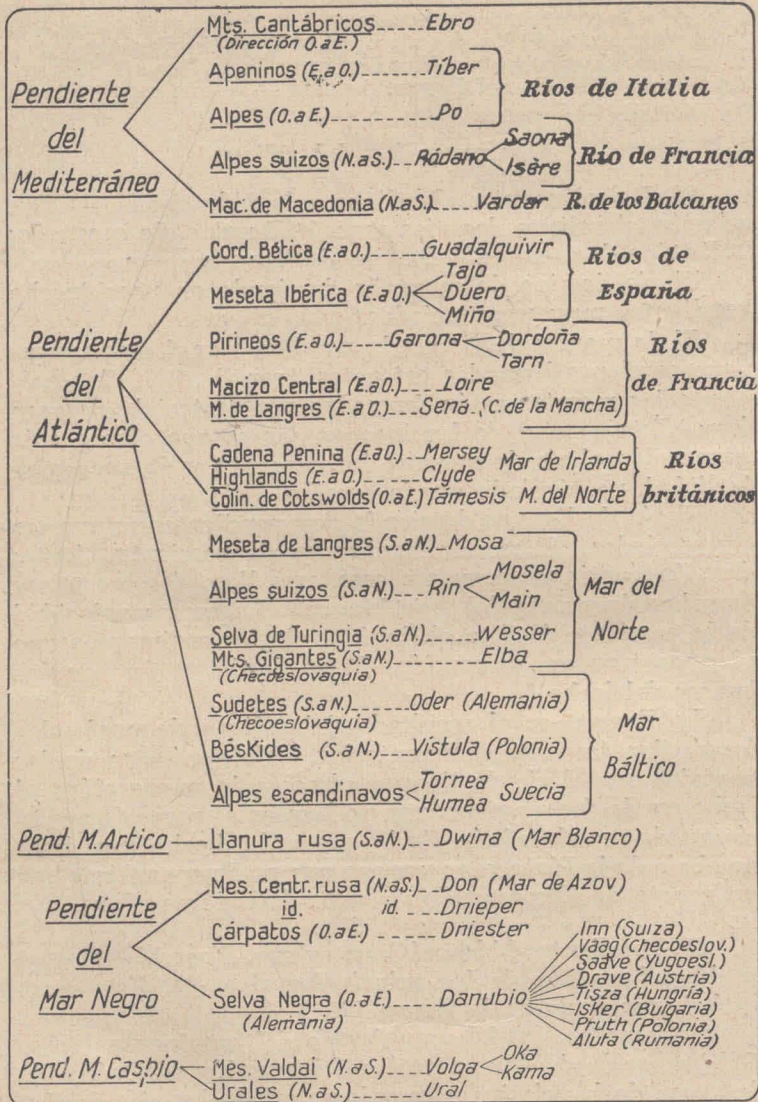 Pendiente
del
Mediterráneo
Mts. Cantábricos ..... Ebro
(Dirección O. a E.)
Apeninos (E. a O.) ..... Tíber
Alpes (O. a E.) ......... Po
Ríos de Italia
Alpes suizos (N. a S.) .. Ródano
Saona
Isère
Río de Francia
Mac. de Macedonia (N. a S.) ... Vardar R. de los Balcanes
Pendiente
del
Atlántico
Cord. Bética (E. a O.) ..... Guadalquivir
Meseta Ibérica (E. a O.)
Tajo
Duero
Miño
Ríos de
España
Pirineos (E. a O.) .... Garona
Dordoña
Tarn
Macizo Central (E. a O.) ... Loire
M. de Langres (E. a O.) ... Sena (C. de la Mancha)
Ríos
de Francia
Cadena Penina (E. a O.) .. Mersey Mar de Irlanda
Highlands (E. a O.) ..... Clyde
Colin. de Cotswolds (O. a E.) Támesis M. del Norte
Ríos
británicos
Meseta de Langres (S. a N.) .. Mosa
Alpes suizos (S. a N.) ... Rin
Mosela
Main
Selva de Turingia (S. a N.) ...... Wesser
Mts. Gigantes (S. a N.) ........ Elba
(Checoeslovaquia)
Mar del
Norte
Sudetes (S. a N.) ..... Oder (Alemania)
(Checoeslovaquia)
BésKides (S. a N.) .... Vístula (Polonia)
Alpes escandinavos
Tornea
Humea
Suecia
Mar
Báltico
Pend. M. Artico
Llanura rusa (S. a N.) .. Dwina (Mar Blanco)
Pendiente
del
Mar Negro
Mes. Centr. rusa (N. a S.) .. Don (Mar de Azov)
id. id. .... Dnieper
Cárpatos (O. a E.) ..... Dniester
Selva Negra (O. a E.) .... Danubio
(Alemania)
Inn (Suiza)
Vaag (Checoeslov.)
Saave (Yugoesl.)
Drave (Austria)
Tisza (Hungría)
IsKer (Bulgaria)
Pruth (Polonia)
Aluta (Rumania)
Pend. M. Caspio
Mes. Valdai (N. a S.) .... Volga
Oka
Kama
Urales (N. a S.) ....... Ural